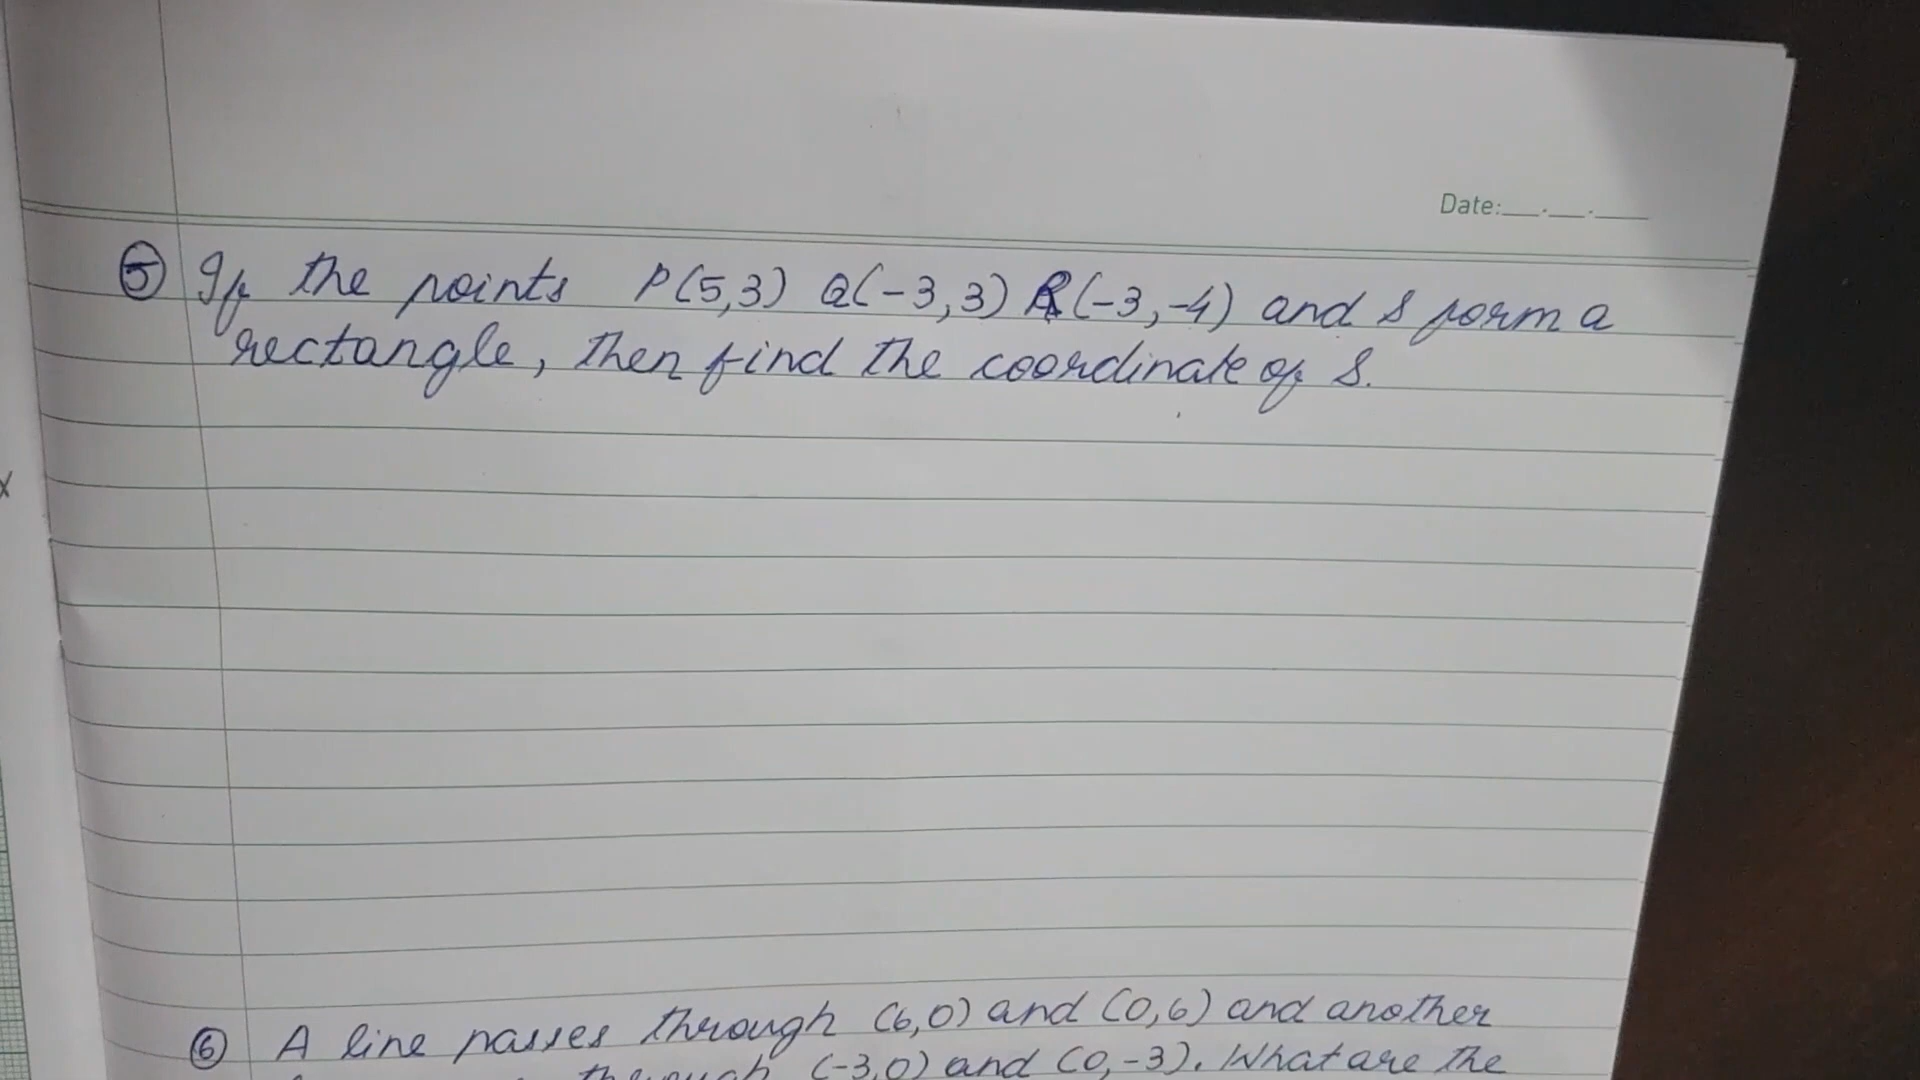 Date:__.__.__
⑤ If the points P(5,3) Q(-3,3) R(-3,-4) and S form a
rectangle, then find the coordinate of S.
⑥ A line passes through (6,0) and (0,6) and another
through (-3,0) and (0,-3). What are the